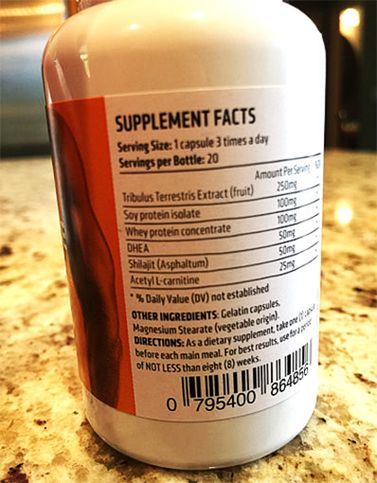 SUPPLEMENT FACTS
Serving Size: 1 capsule 3 times a day
Servings per Bottle: 20
Amount Per Serving
Tribulus Terrestris Extract (fruit) 250mg
Soy protein isolate 100mg
Whey protein concentrate 100mg
DHEA 50mg
Shilajit (Asphaltum) 50mg
Acetyl L-carnitine 25mg
* % Daily Value (DV) not established
OTHER INGREDIENTS: Gelatin capsules,
Magnesium Stearate (vegetable origin).
DIRECTIONS: As a dietary supplement, take one (1) capsule
before each main meal. For best results, use for a period
of NOT LESS than eight (8) weeks.
0 795400 864856